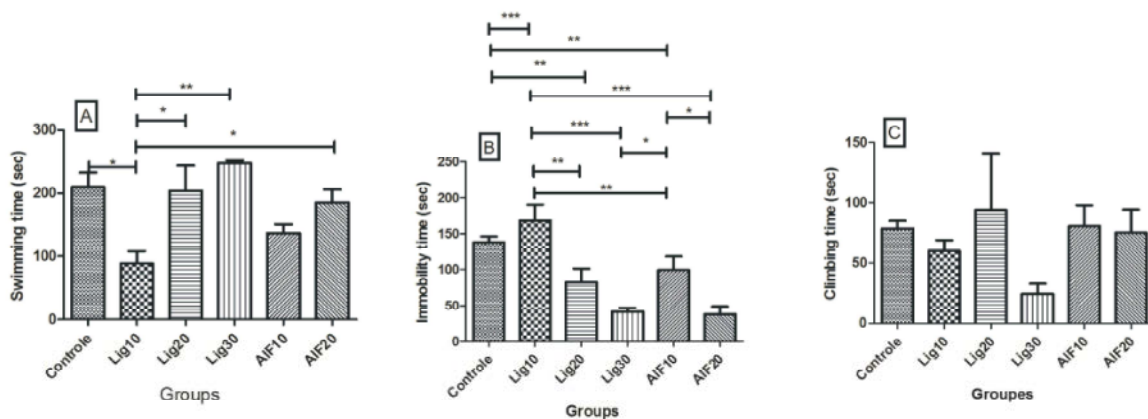 A
**
*
*
*
Swimming time (sec)
300
200
100
0
Controle
Lig10
Lig20
Lig30
AIF10
AIF20
Groups
***
**
**
***
*
***
*
**
**
B
Immobility time (sec)
250
200
150
100
50
0
Controle
Lig10
Lig20
Lig30
AIF10
AIF20
Groups
C
Climbing time (sec)
150
100
50
0
Controle
Lig10
Lig20
Lig30
AIF10
AIF20
Groupes